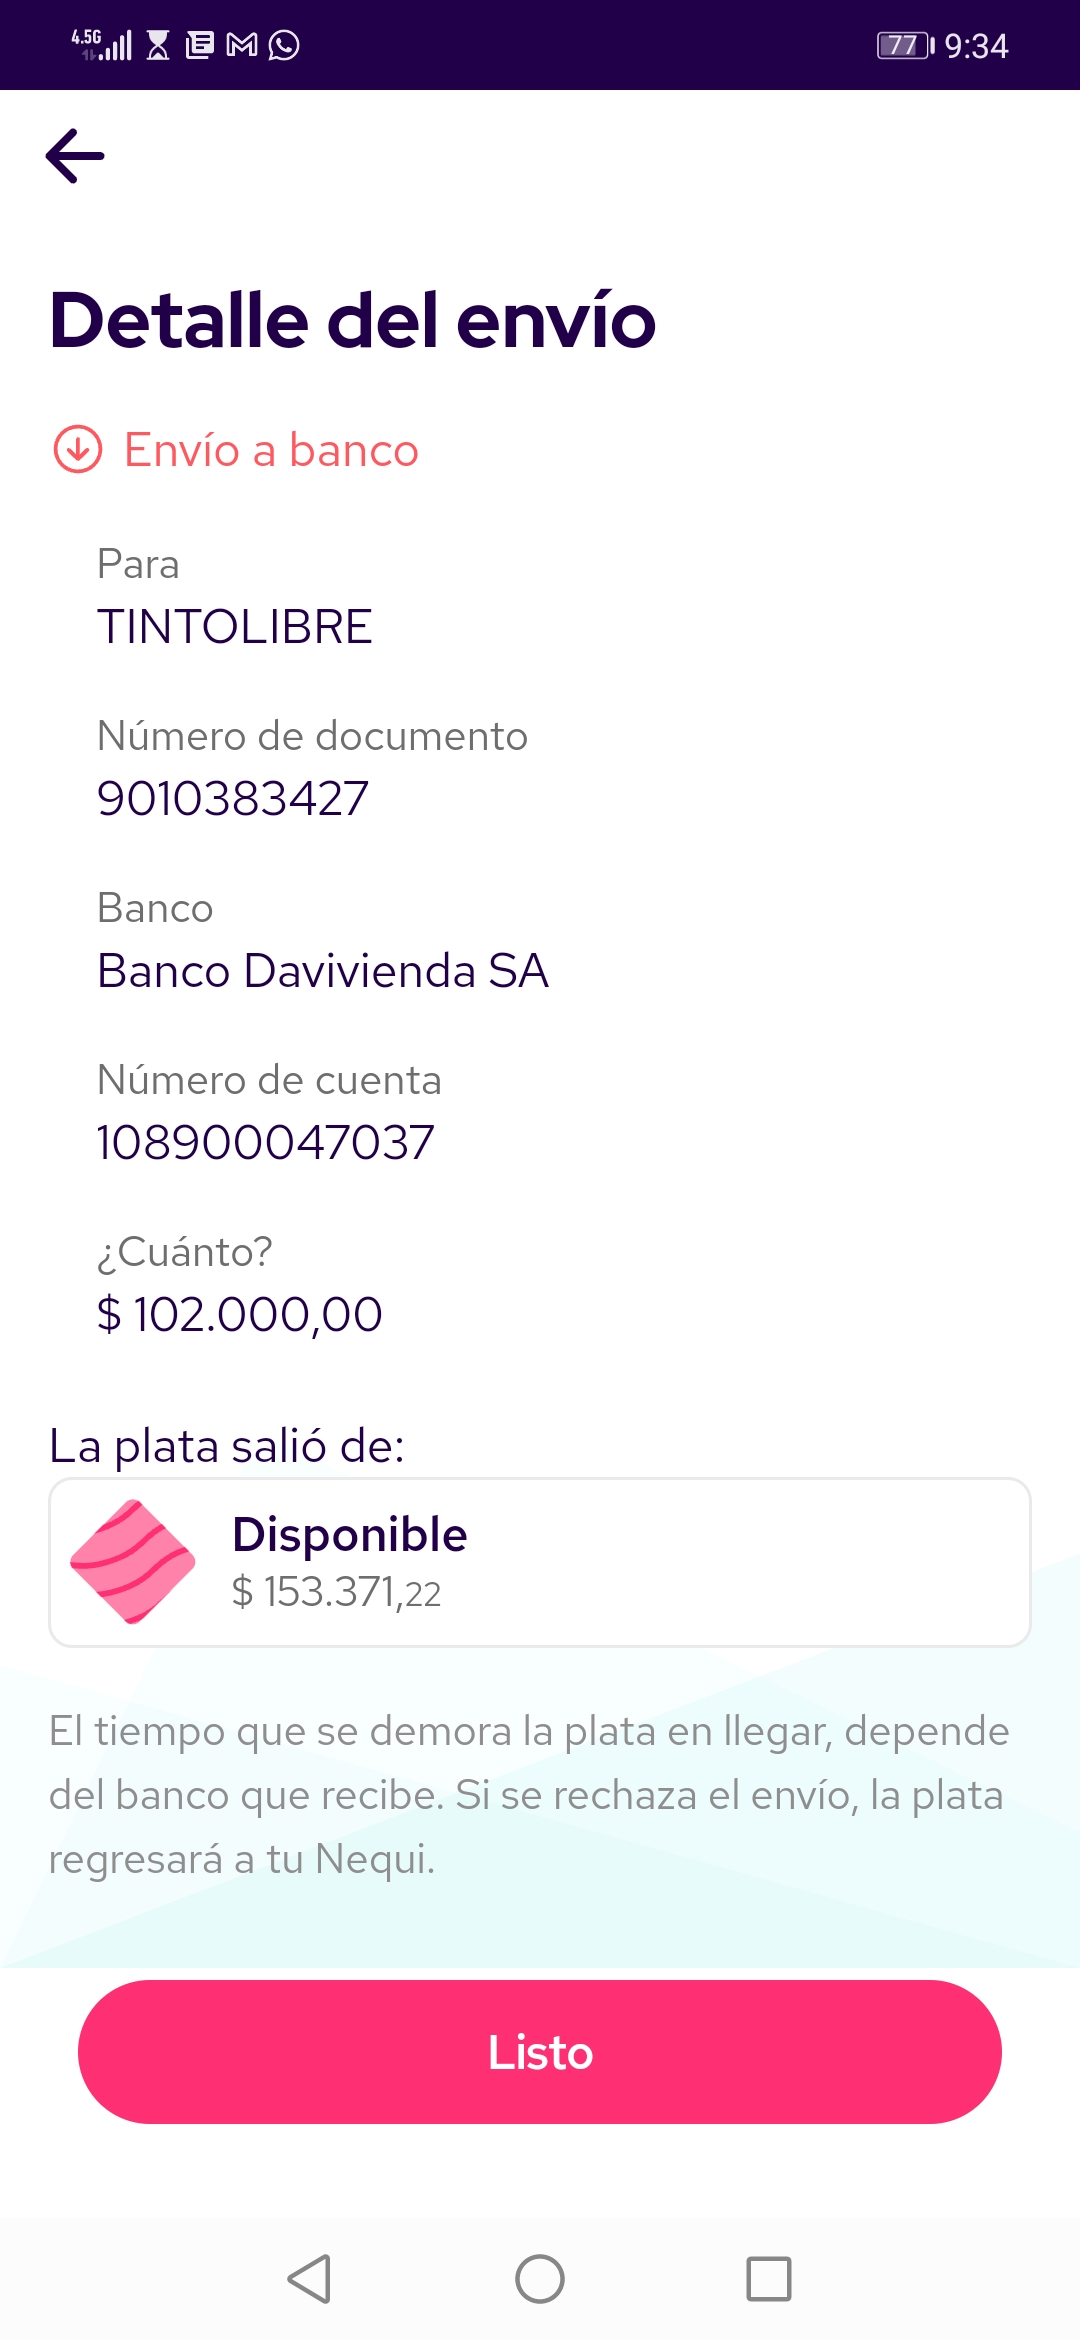 4.5G 77 9:34
Detalle del envío
Envío a banco
Para
TINTOLIBRE
Número de documento
9010383427
Banco
Banco Davivienda SA
Número de cuenta
108900047037
¿Cuánto?
$ 102.000,00
La plata salió de:
Disponible
$ 153.371,22
El tiempo que se demora la plata en llegar, depende
del banco que recibe. Si se rechaza el envío, la plata
regresará a tu Nequi.
Listo